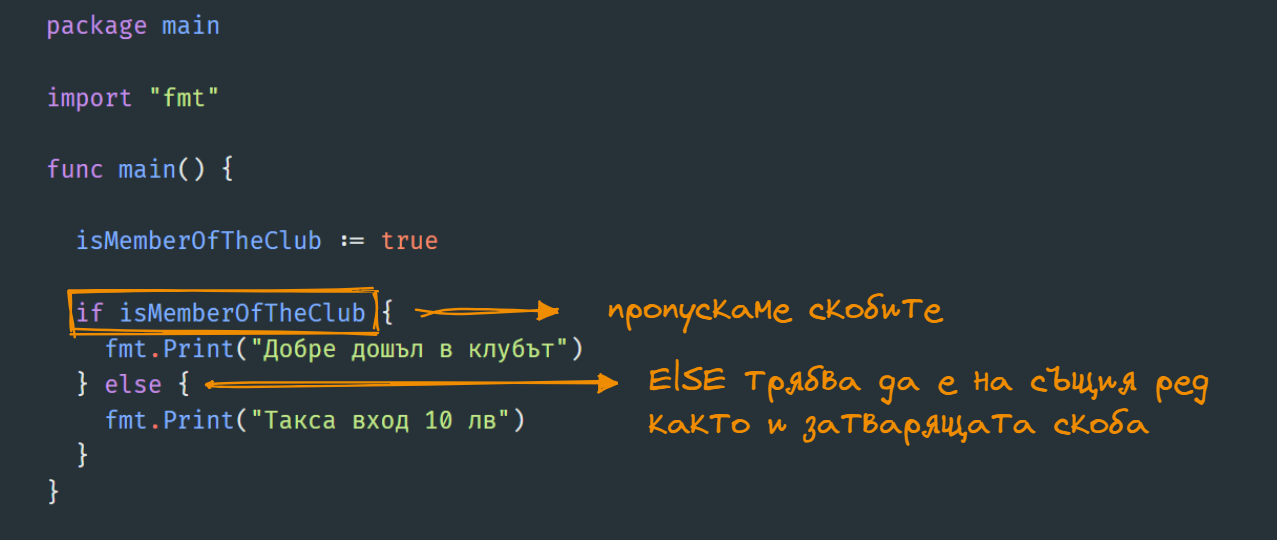 package main
import "fmt"
func main() {
isMemberOfTheClub := true
if isMemberOfTheClub { пропускаме скобите
fmt.Print("Добре дошъл в клубът")
} else { ElSE трябва да е на същия ред
както и затварящата скоба
fmt.Print("Такса вход 10 лв")
}
}